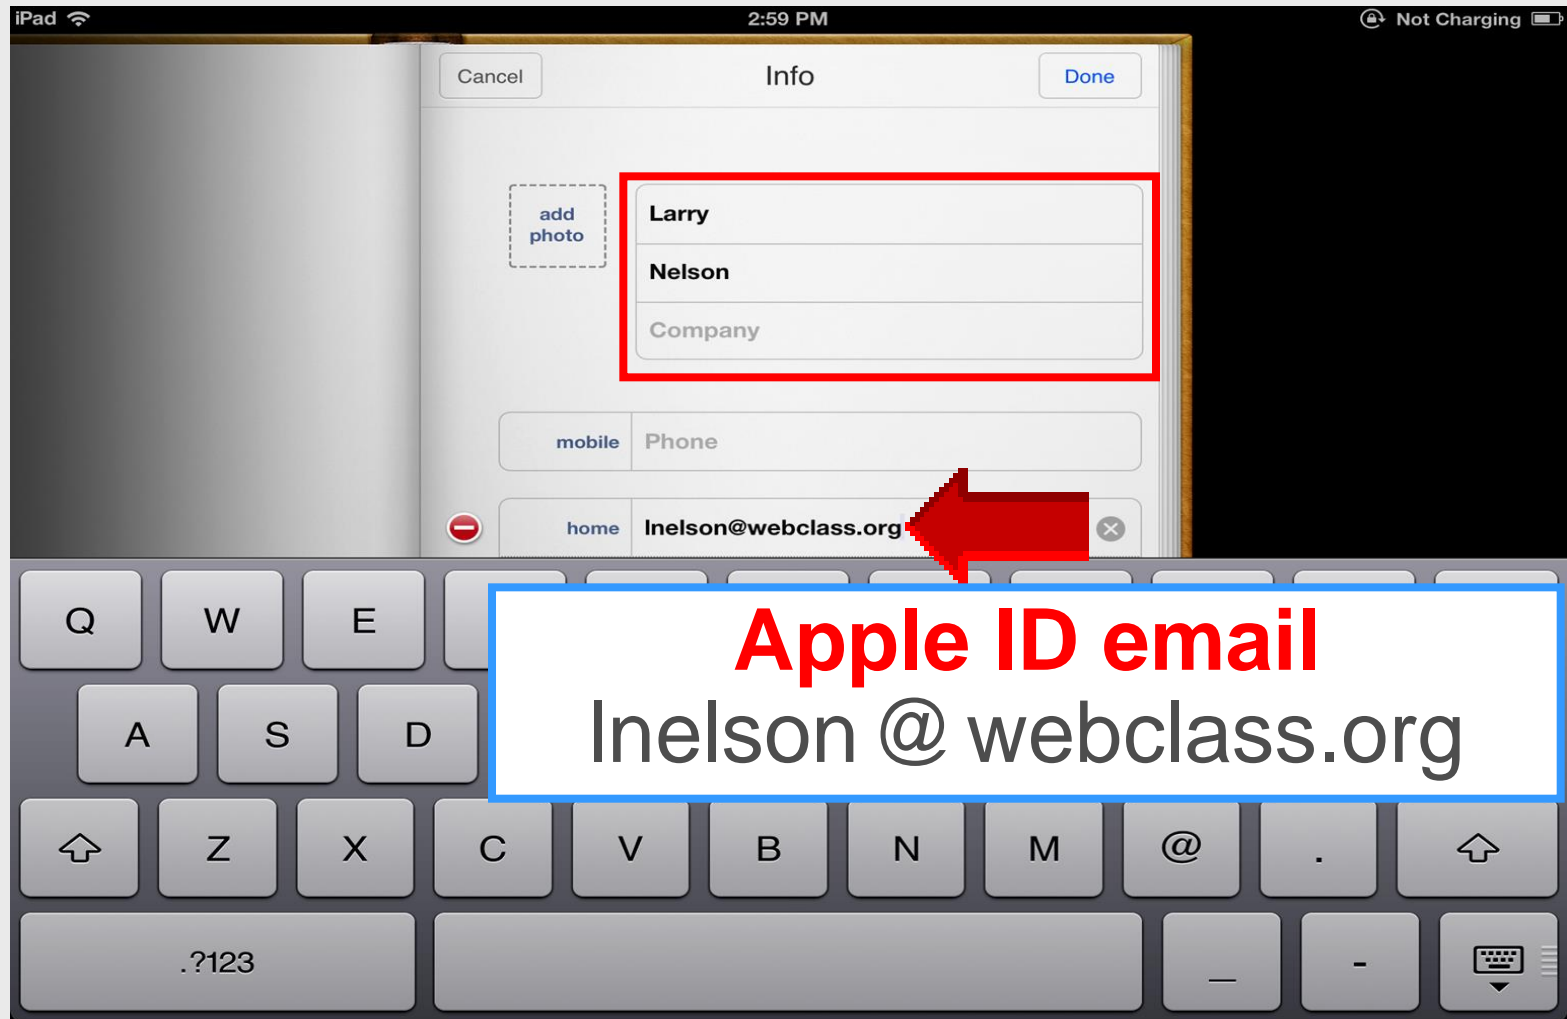 iPad 2:59 PM Not Charging
Cancel Info Done
add
photo
Larry
Nelson
Company
mobile Phone
home lnelson@webclass.org
Apple ID email
lnelson @ webclass.org
Q W E
A S D
Z X C V B N M @ .
.?123 _ -